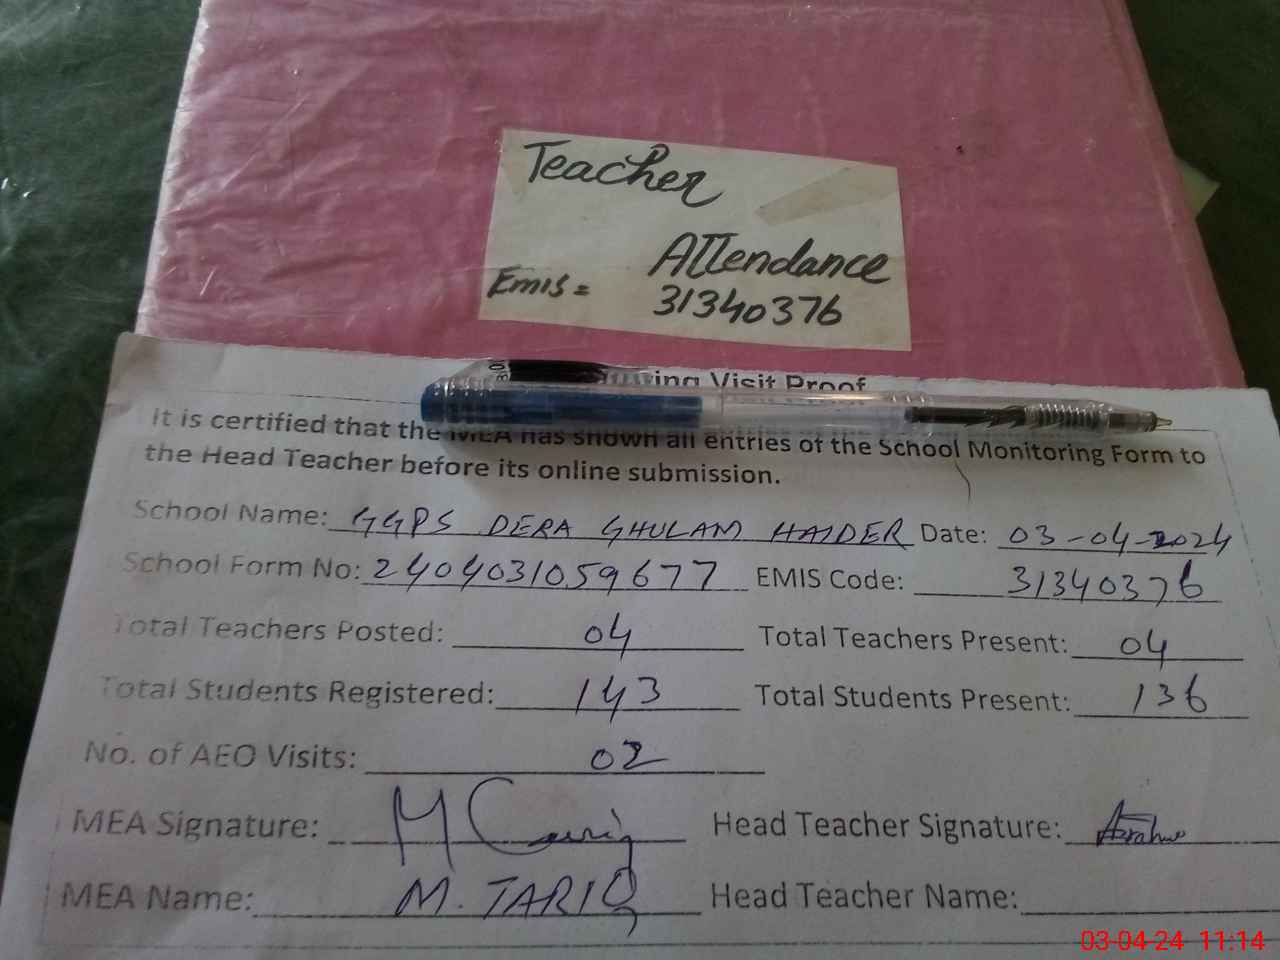 Teacher
Attendance
Emis = 31340376
Visit Proof
It is certified that the MEA has shown all entries of the School Monitoring Form to
the Head Teacher before its online submission.
School Name: GGPS DERA GHULAM HAIDER Date: 03-04-2024
School Form No: 2404031059677 EMIS Code: 31340376
Total Teachers Posted: 04 Total Teachers Present: 04
Total Students Registered: 143 Total Students Present: 136
No. of AEO Visits: 02
MEA Signature: Head Teacher Signature:
MEA Name: M. TARIQ Head Teacher Name:
03-04-24 11:14